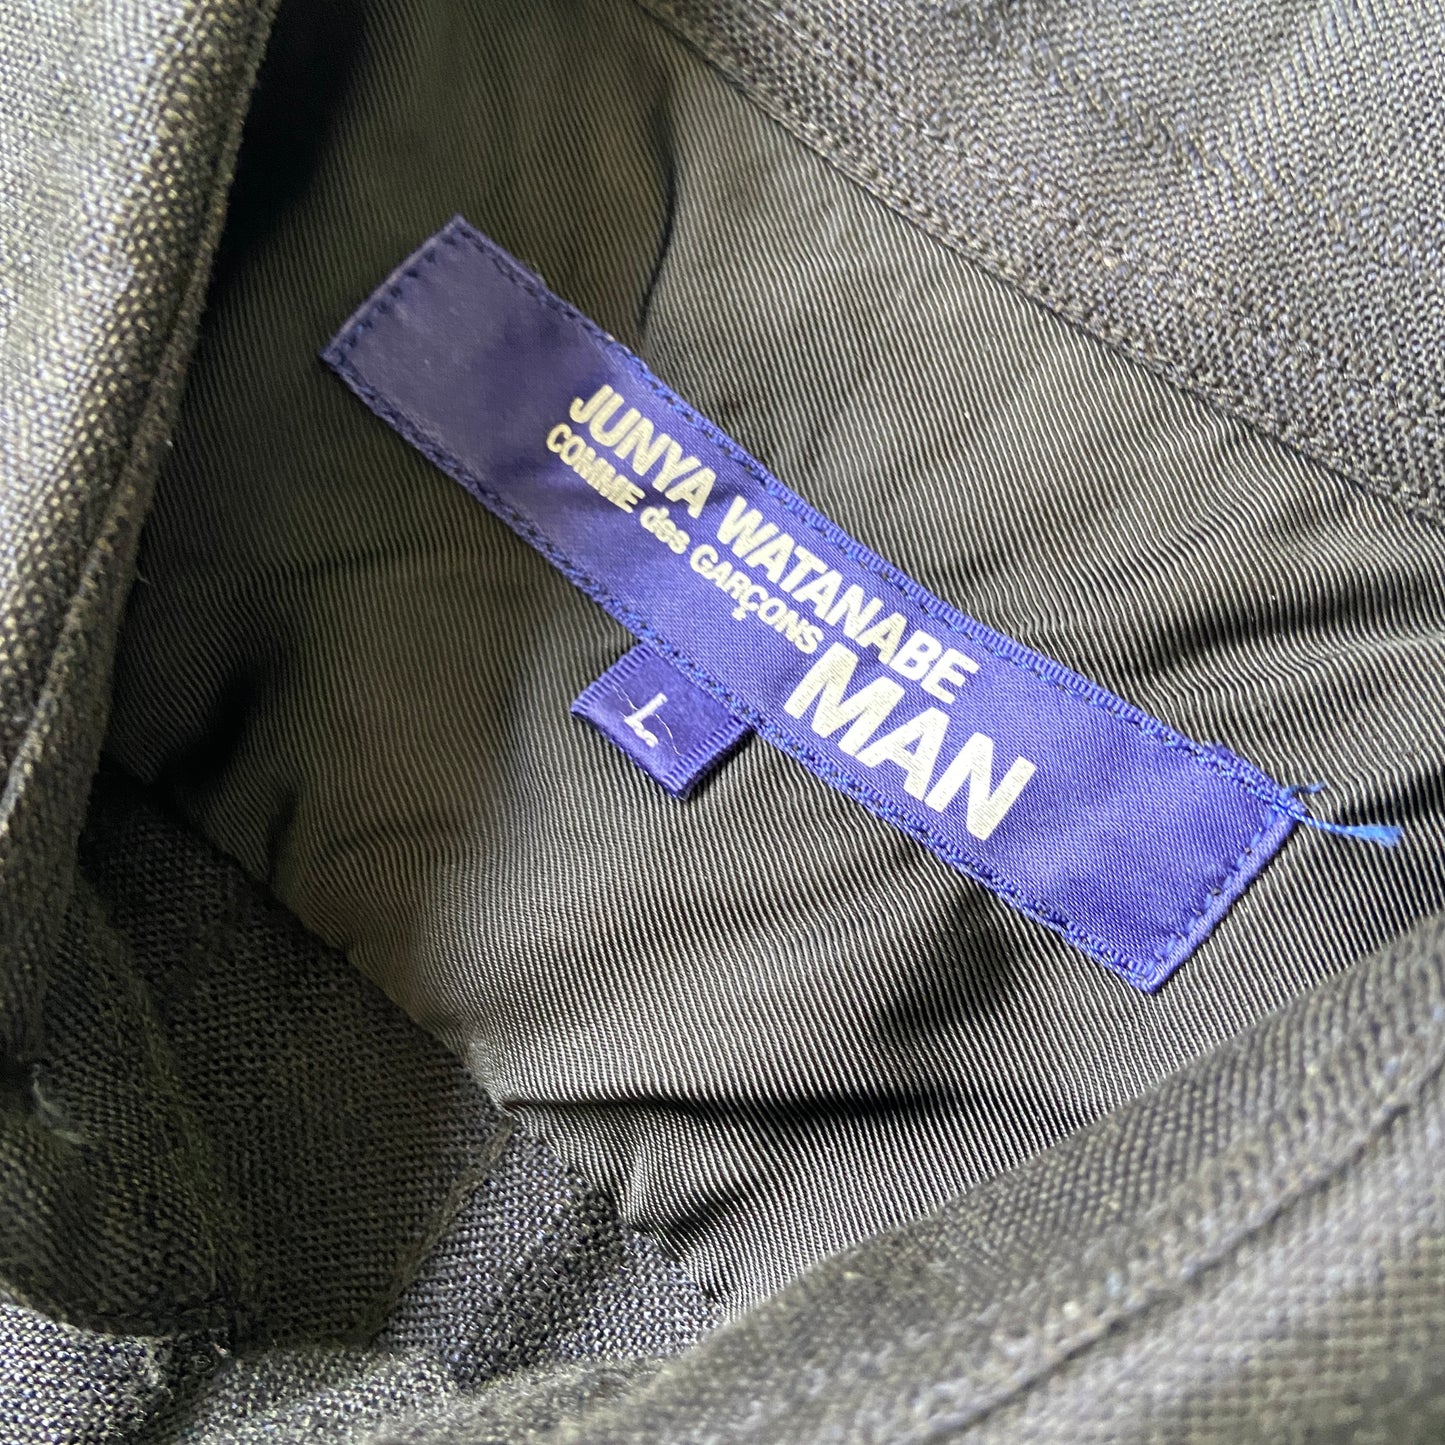 JUNYA WATANABE
COMME des GARÇONS
MAN
L